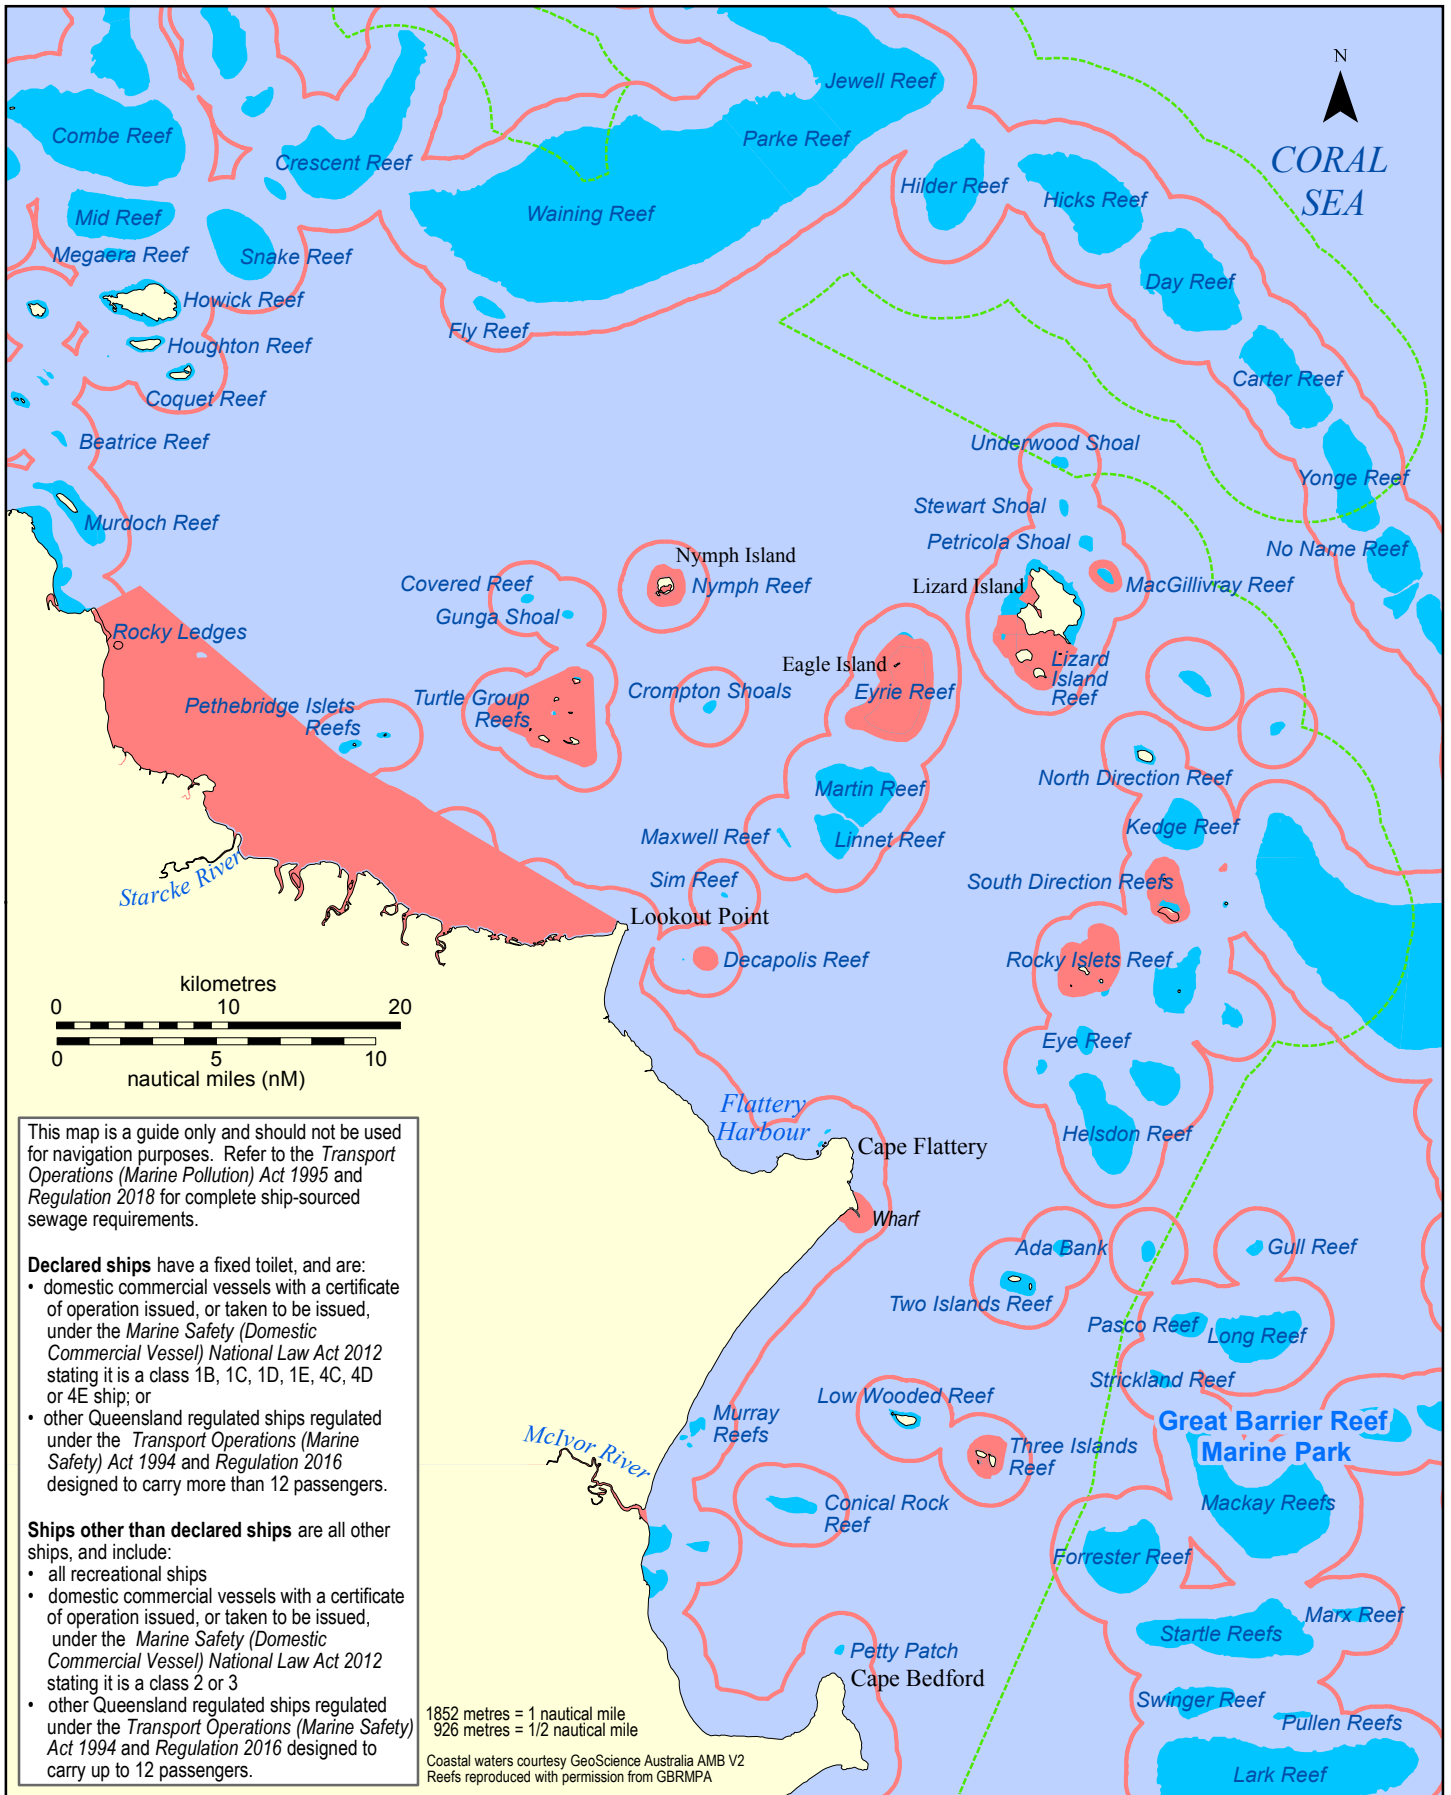 Jewell Reef
N
Combe Reef
Crescent Reef
Parke Reef
CORAL
SEA
Hilder Reef
Hicks Reef
Mid Reef
Waining Reef
Megaera Reef
Snake Reef
Day Reef
Howick Reef
Fly Reef
Houghton Reef
Carter Reef
Coquet Reef
Beatrice Reef
Underwood Shoal
Yonge Reef
Stewart Shoal
Murdoch Reef
Petricola Shoal
No Name Reef
Nymph Island
Nymph Reef
Covered Reef
Lizard Island
MacGillivray Reef
Gunga Shoal
Rocky Ledges
Eagle Island
Lizard
Island
Reef
Crompton Shoals
Eyrie Reef
Turtle Group
Reefs
Pethebridge Islets
Reefs
North Direction Reef
Martin Reef
Kedge Reef
Maxwell Reef
Linnet Reef
Sim Reef
South Direction Reefs
Starcke River
Lookout Point
Decapolis Reef
Rocky Islets Reef
kilometres
0 10 20
0 5 10
nautical miles (nM)
Eye Reef
Flattery
Harbour
Helsdon Reef
Cape Flattery
Wharf
Ada Bank
Gull Reef
Two Islands Reef
Pasco Reef
Long Reef
Strickland Reef
Low Wooded Reef
Great Barrier Reef
Marine Park
Murray
Reefs
McIvor River
Three Islands
Reef
Conical Rock
Reef
Mackay Reefs
Forrester Reef
Marx Reef
Startle Reefs
Petty Patch
Cape Bedford
Swinger Reef
Pullen Reefs
Lark Reef
This map is a guide only and should not be used
for navigation purposes. Refer to the Transport
Operations (Marine Pollution) Act 1995 and
Regulation 2018 for complete ship-sourced
sewage requirements.
Declared ships have a fixed toilet, and are:
• domestic commercial vessels with a certificate
of operation issued, or taken to be issued,
under the Marine Safety (Domestic
Commercial Vessel) National Law Act 2012
stating it is a class 1B, 1C, 1D, 1E, 4C, 4D
or 4E ship; or
• other Queensland regulated ships regulated
under the Transport Operations (Marine
Safety) Act 1994 and Regulation 2016
designed to carry more than 12 passengers.
Ships other than declared ships are all other
ships, and include:
• all recreational ships
• domestic commercial vessels with a certificate
of operation issued, or taken to be issued,
under the Marine Safety (Domestic
Commercial Vessel) National Law Act 2012
stating it is a class 2 or 3
• other Queensland regulated ships regulated
under the Transport Operations (Marine Safety)
Act 1994 and Regulation 2016 designed to
carry up to 12 passengers.
1852 metres = 1 nautical mile
926 metres = 1/2 nautical mile
Coastal waters courtesy GeoScience Australia AMB V2
Reefs reproduced with permission from GBRMPA